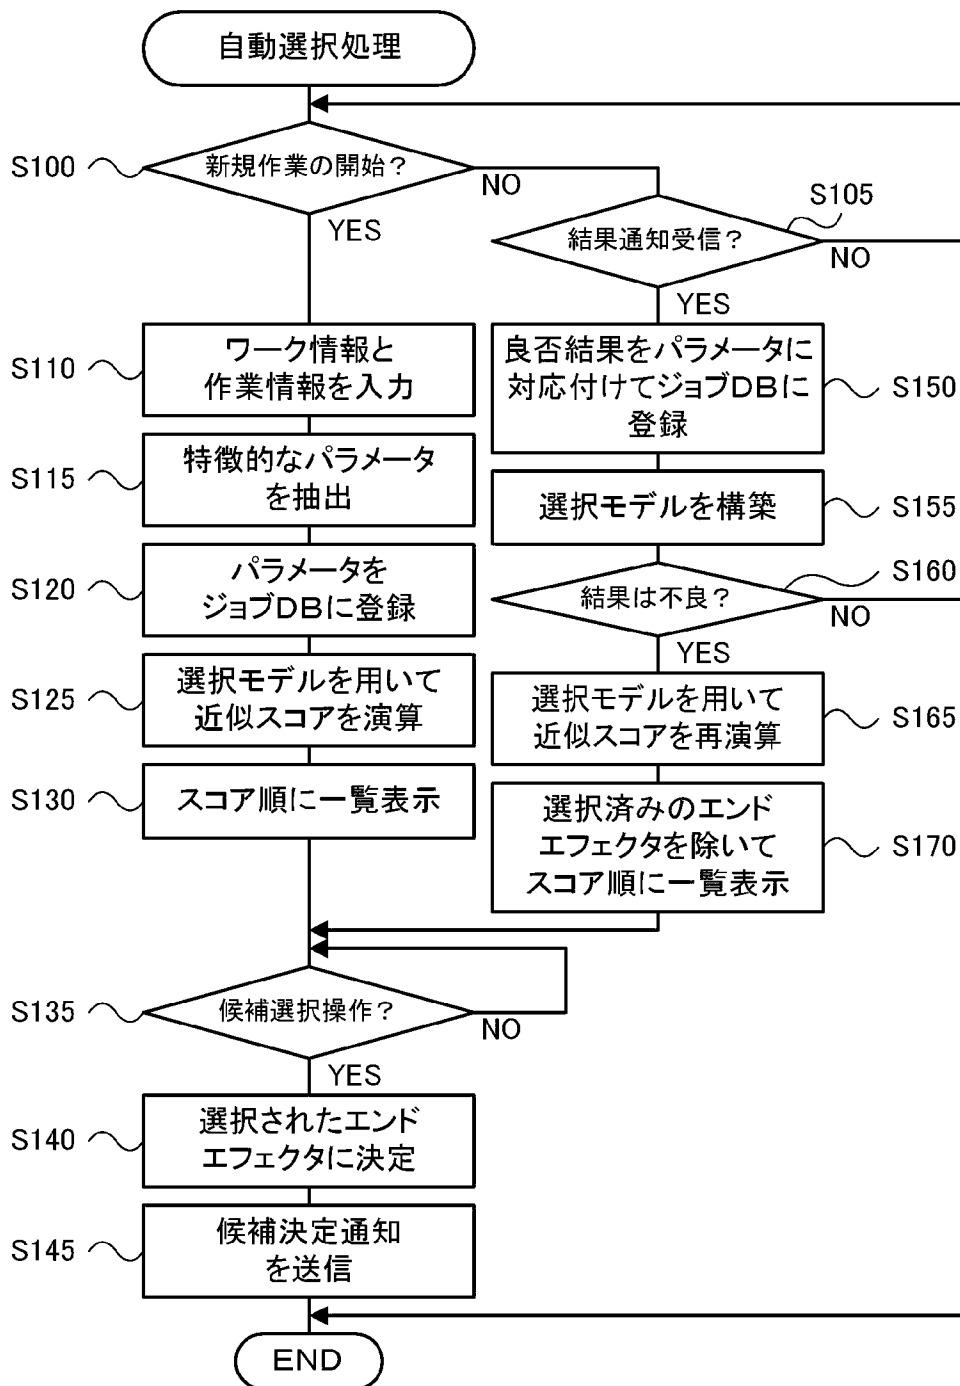 自動選択処理
S100
新規作業の開始?
NO
YES
S105
結果通知受信?
NO
YES
S110
ワーク情報と
作業情報を入力
S115
特徴的なパラメータ
を抽出
S120
パラメータを
ジョブDBに登録
S125
選択モデルを用いて
近似スコアを演算
S130
スコア順に一覧表示
良否結果をパラメータに
対応付けてジョブDBに
登録
S150
選択モデルを構築
S155
結果は不良?
S160
NO
YES
選択モデルを用いて
近似スコアを再演算
S165
選択済みのエンド
エフェクタを除いて
スコア順に一覧表示
S170
S135
候補選択操作?
NO
YES
S140
選択されたエンド
エフェクタに決定
S145
候補決定通知
を送信
END